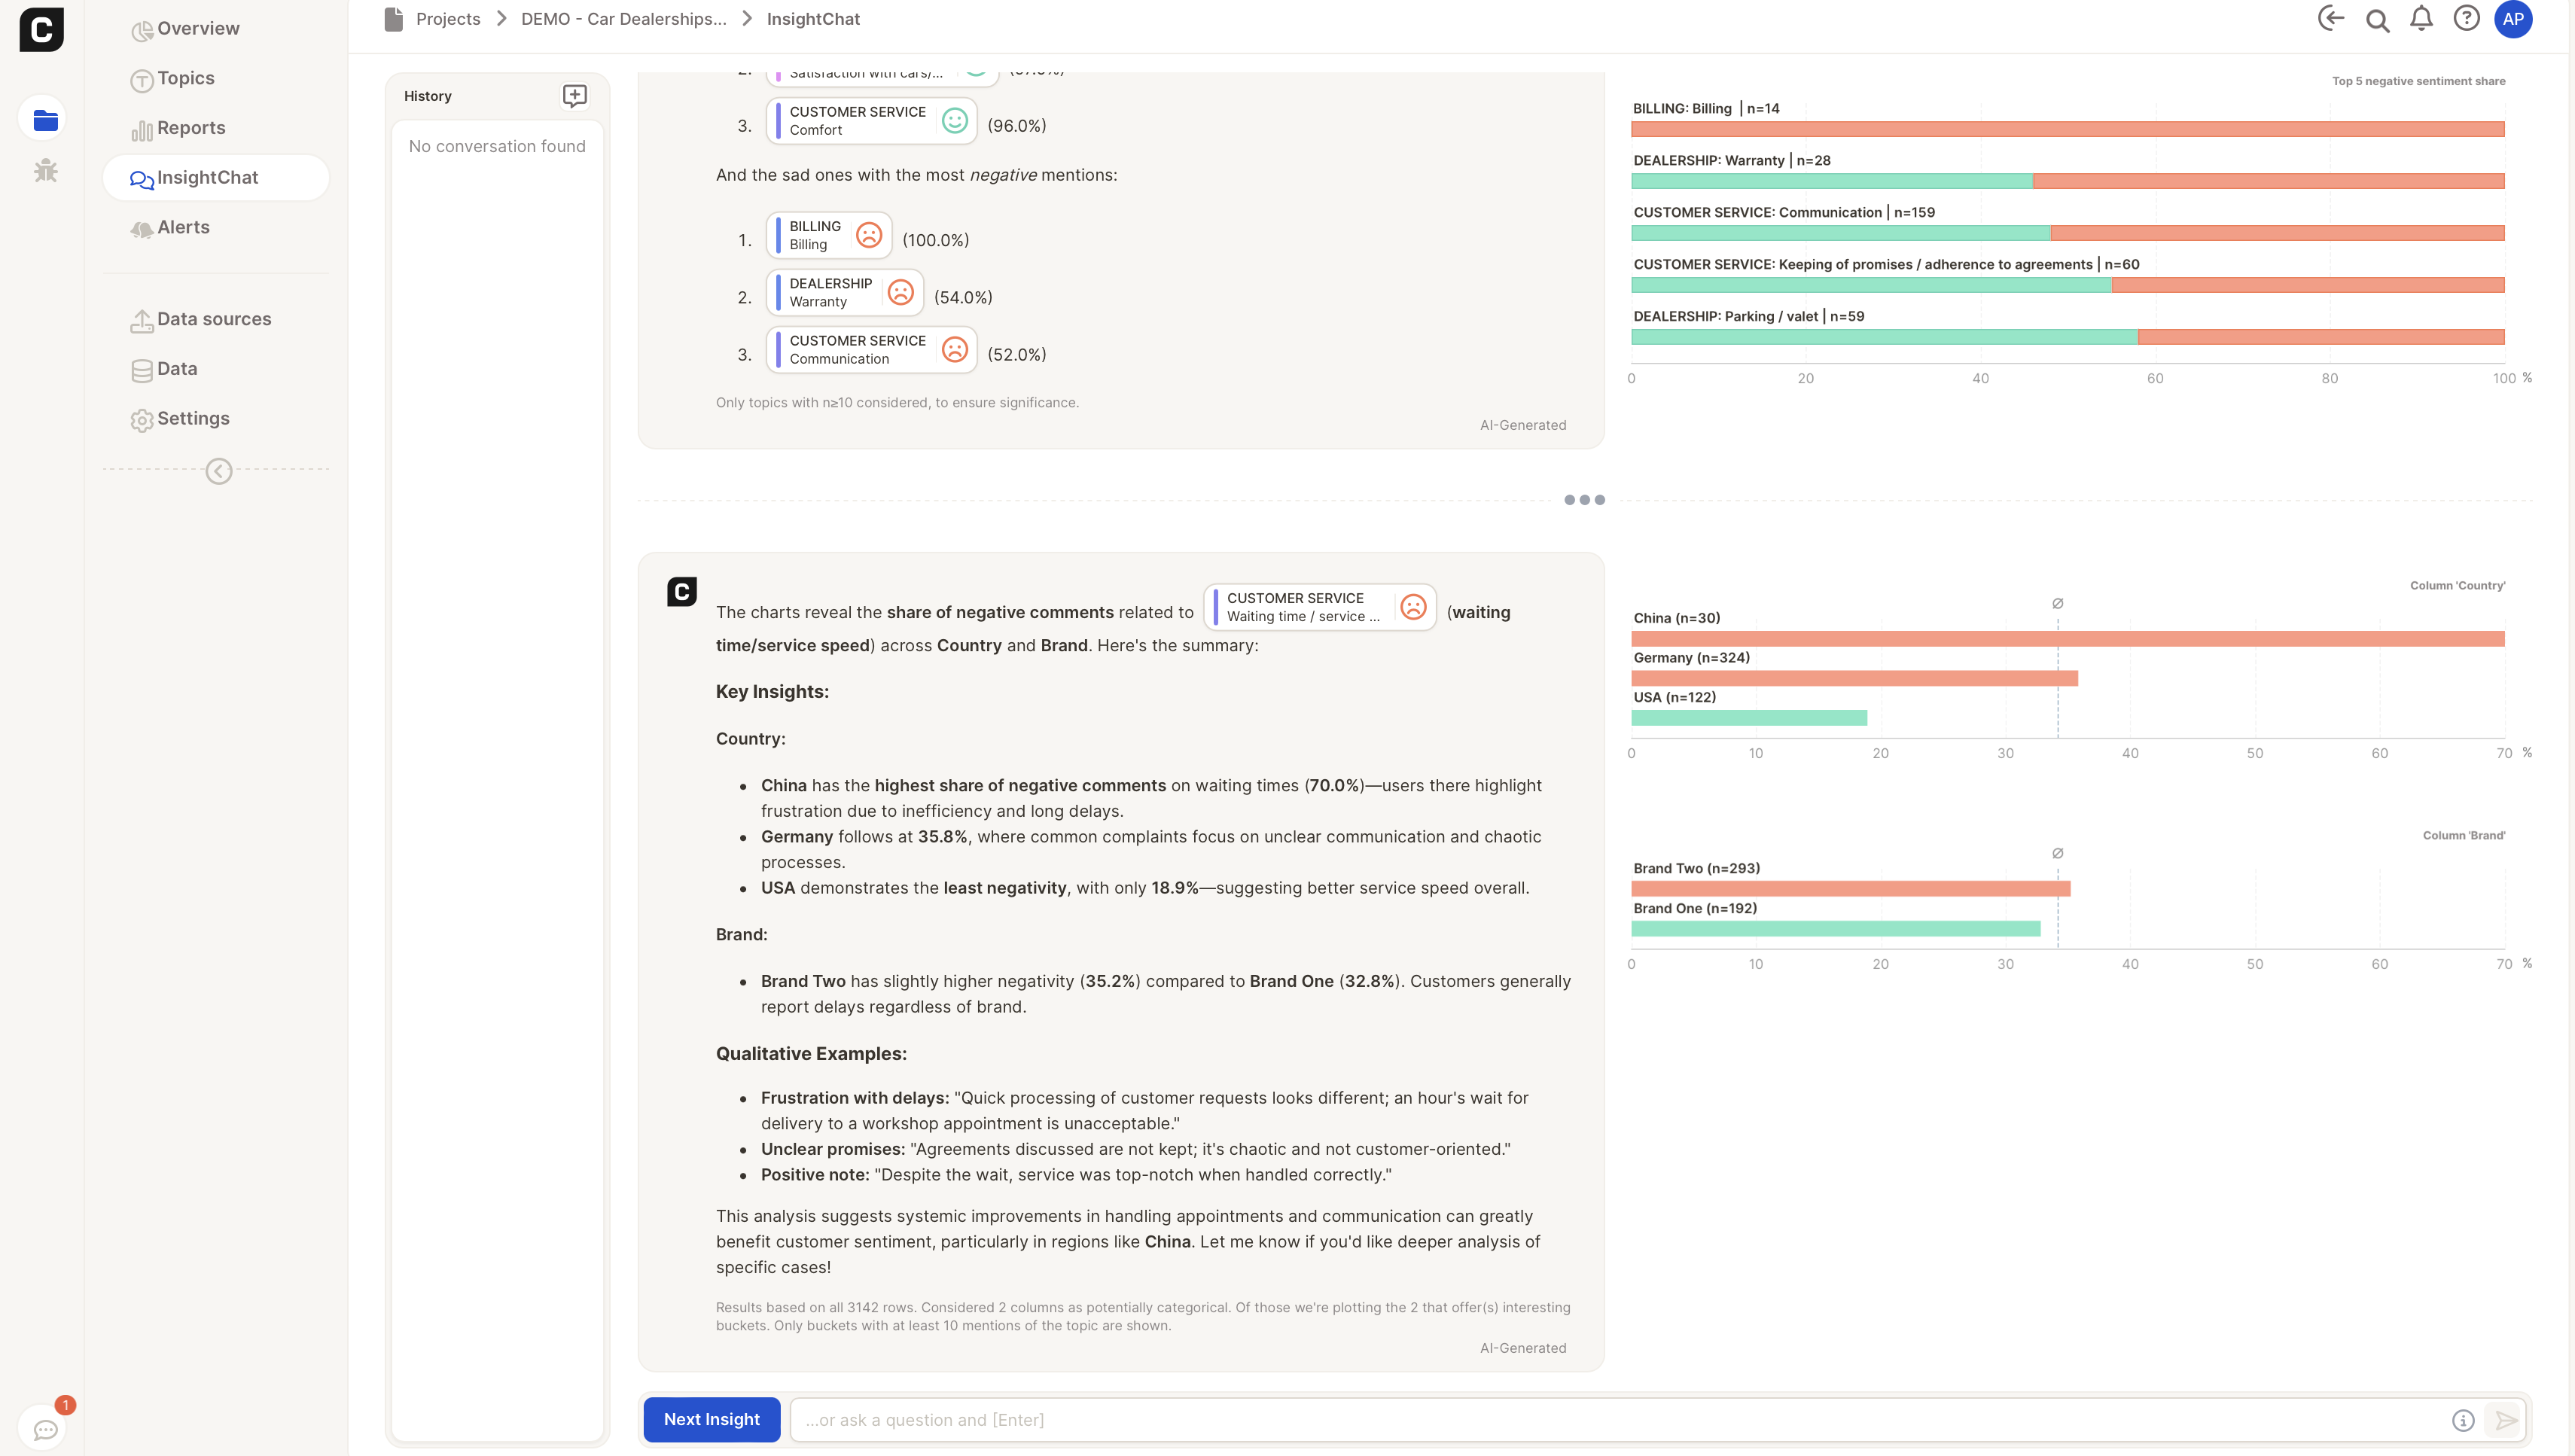 C
Overview
Topics
Reports
InsightChat
Alerts
Data sources
Data
Settings
1
Projects
DEMO - Car Dealerships...
InsightChat
AP
History
No conversation found
2.
Satisfaction with cars/...
3.
CUSTOMER SERVICE
Comfort
(96.0%)
And the sad ones with the most negative mentions:
1.
BILLING
Billing
(100.0%)
2.
DEALERSHIP
Warranty
(54.0%)
3.
CUSTOMER SERVICE
Communication
(52.0%)
Only topics with n≥10 considered, to ensure significance.
AI-Generated
Top 5 negative sentiment share
BILLING: Billing | n=14
DEALERSHIP: Warranty | n=28
CUSTOMER SERVICE: Communication | n=159
CUSTOMER SERVICE: Keeping of promises / adherence to agreements | n=60
DEALERSHIP: Parking / valet | n=59
0 20 40 60 80 100 %
C
The charts reveal the share of negative comments related to
CUSTOMER SERVICE
Waiting time / service ...
(waiting
time/service speed) across Country and Brand. Here's the summary:
Key Insights:
Country:
• China has the highest share of negative comments on waiting times (70.0%)—users there highlight
frustration due to inefficiency and long delays.
• Germany follows at 35.8%, where common complaints focus on unclear communication and chaotic
processes.
• USA demonstrates the least negativity, with only 18.9%—suggesting better service speed overall.
Brand:
• Brand Two has slightly higher negativity (35.2%) compared to Brand One (32.8%). Customers generally
report delays regardless of brand.
Qualitative Examples:
• Frustration with delays: "Quick processing of customer requests looks different; an hour's wait for
delivery to a workshop appointment is unacceptable."
• Unclear promises: "Agreements discussed are not kept; it's chaotic and not customer-oriented."
• Positive note: "Despite the wait, service was top-notch when handled correctly."
This analysis suggests systemic improvements in handling appointments and communication can greatly
benefit customer sentiment, particularly in regions like China. Let me know if you'd like deeper analysis of
specific cases!
Results based on all 3142 rows. Considered 2 columns as potentially categorical. Of those we're plotting the 2 that offer(s) interesting
buckets. Only buckets with at least 10 mentions of the topic are shown.
AI-Generated
Column 'Country'
∅
China (n=30)
Germany (n=324)
USA (n=122)
0 10 20 30 40 50 60 70 %
Column 'Brand'
∅
Brand Two (n=293)
Brand One (n=192)
0 10 20 30 40 50 60 70 %
Next Insight
...or ask a question and [Enter]